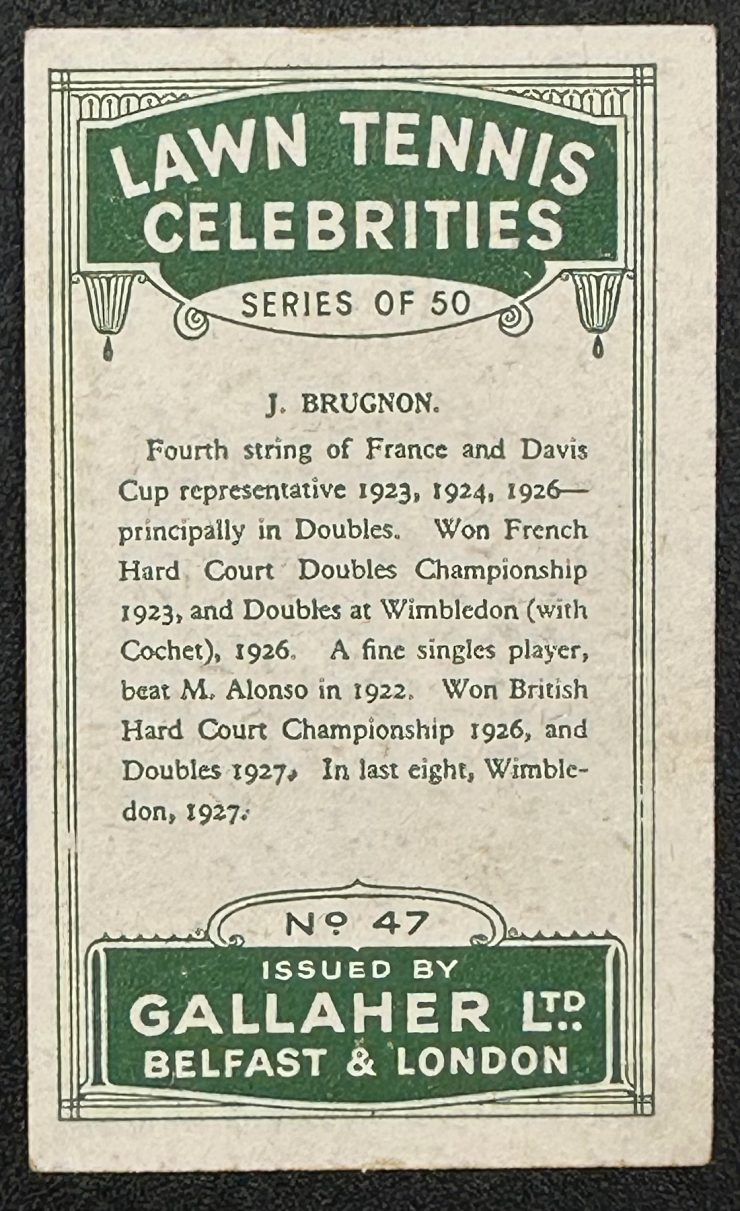 LAWN TENNIS
CELEBRITIES
SERIES OF 50
J. BRUGNON.
Fourth string of France and Davis
Cup representative 1923, 1924, 1926—
principally in Doubles. Won French
Hard Court Doubles Championship
1923, and Doubles at Wimbledon (with
Cochet), 1926. A fine singles player,
beat M. Alonso in 1922. Won British
Hard Court Championship 1926, and
Doubles 1927. In last eight, Wimble-
don, 1927.
Nº 47
ISSUED BY
GALLAHER LTD.
BELFAST & LONDON